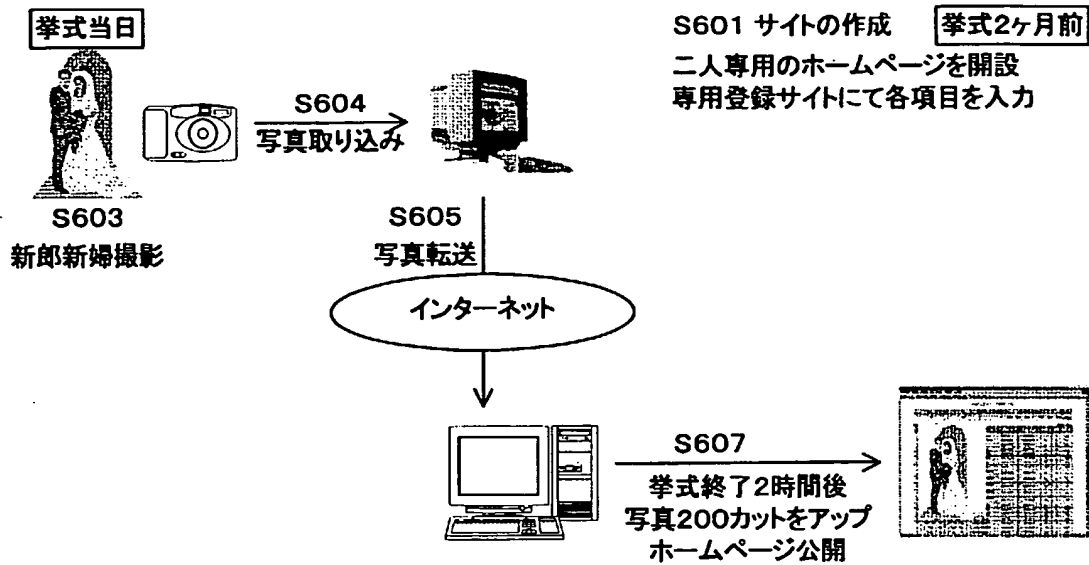 挙式当日
S601 サイトの作成
挙式2ヶ月前
二人専用のホームページを開設
専用登録サイトにて各項目を入力
S604
写真取り込み
S603
新郎新婦撮影
S605
写真転送
インターネット
S607
挙式終了2時間後
写真200カットをアップ
ホームページ公開